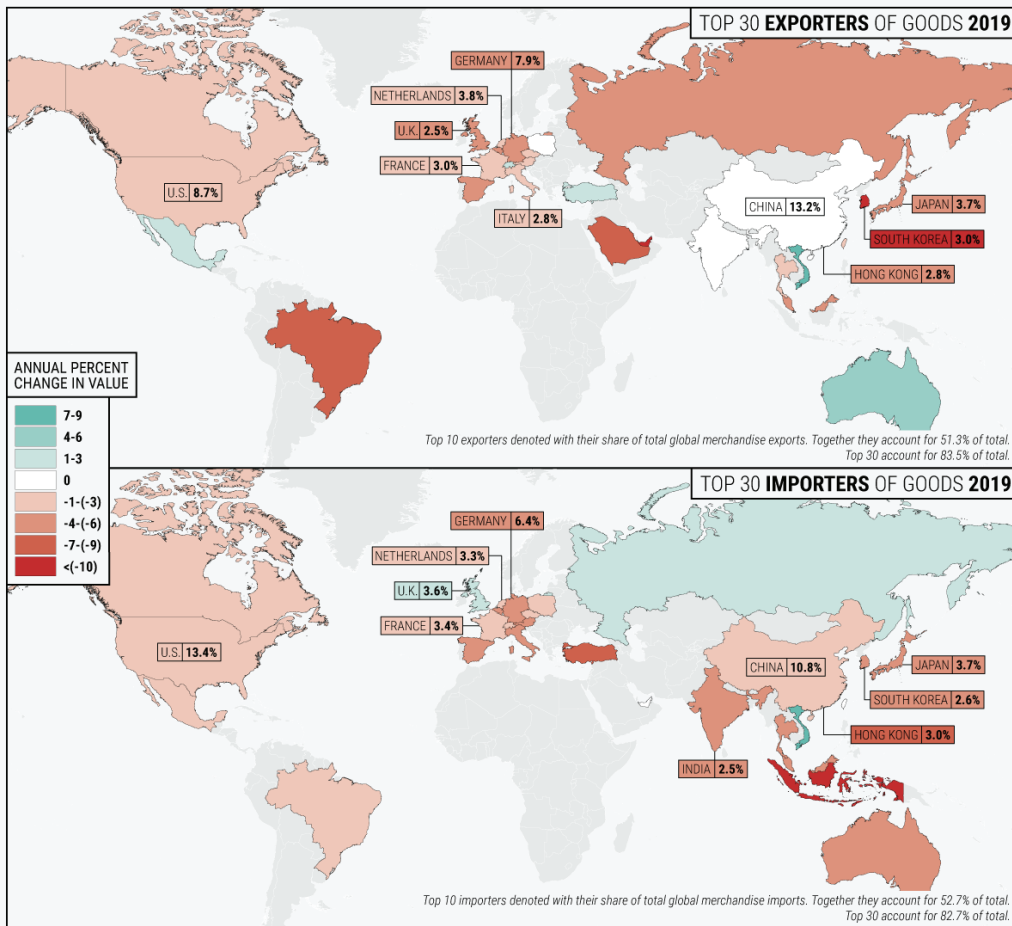 TOP 30 EXPORTERS OF GOODS 2019
GERMANY 7.9%
NETHERLANDS 3.8%
U.K. 2.5%
FRANCE 3.0%
U.S. 8.7%
ITALY 2.8%
CHINA 13.2%
JAPAN 3.7%
SOUTH KOREA 3.0%
HONG KONG 2.8%
ANNUAL PERCENT
CHANGE IN VALUE
7-9
4-6
1-3
0
-1-(-3)
-4-(-6)
-7-(-9)
<(-10)
Top 10 exporters denoted with their share of total global merchandise exports. Together they account for 51.3% of total.
Top 30 account for 83.5% of total.
TOP 30 IMPORTERS OF GOODS 2019
GERMANY 6.4%
NETHERLANDS 3.3%
U.K. 3.6%
FRANCE 3.4%
U.S. 13.4%
CHINA 10.8%
JAPAN 3.7%
SOUTH KOREA 2.6%
HONG KONG 3.0%
INDIA 2.5%
Top 10 importers denoted with their share of total global merchandise imports. Together they account for 52.7% of total.
Top 30 account for 82.7% of total.